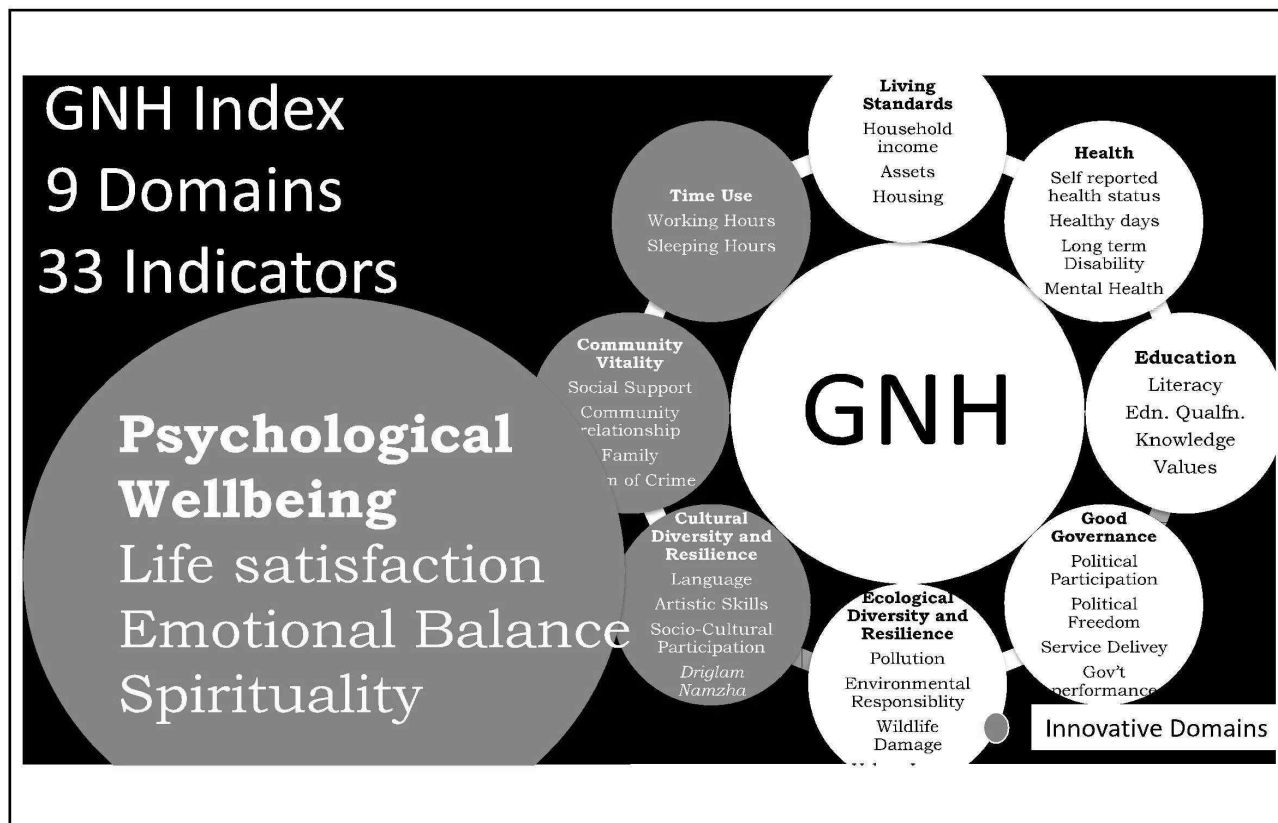 GNH Index
9 Domains
33 Indicators
Psychological
Wellbeing
Life satisfaction
Emotional Balance
Spirituality
Time Use
Working Hours
Sleeping Hours
Community
Vitality
Social Support
Community
relationship
Family
of Crime
Cultural
Diversity and
Resilience
Language
Artistic Skills
Socio-Cultural
Participation
Driglam
Namzha
GNH
Living
Standards
Household
income
Assets
Housing
Health
Self reported
health status
Healthy days
Long term
Disability
Mental Health
Education
Literacy
Edn. Qualfn.
Knowledge
Values
Good
Governance
Political
Participation
Political
Freedom
Service Delivey
Gov't
performance
Ecological
Diversity and
Resilience
Pollution
Environmental
Responsiblity
Wildlife
Damage
Innovative Domains